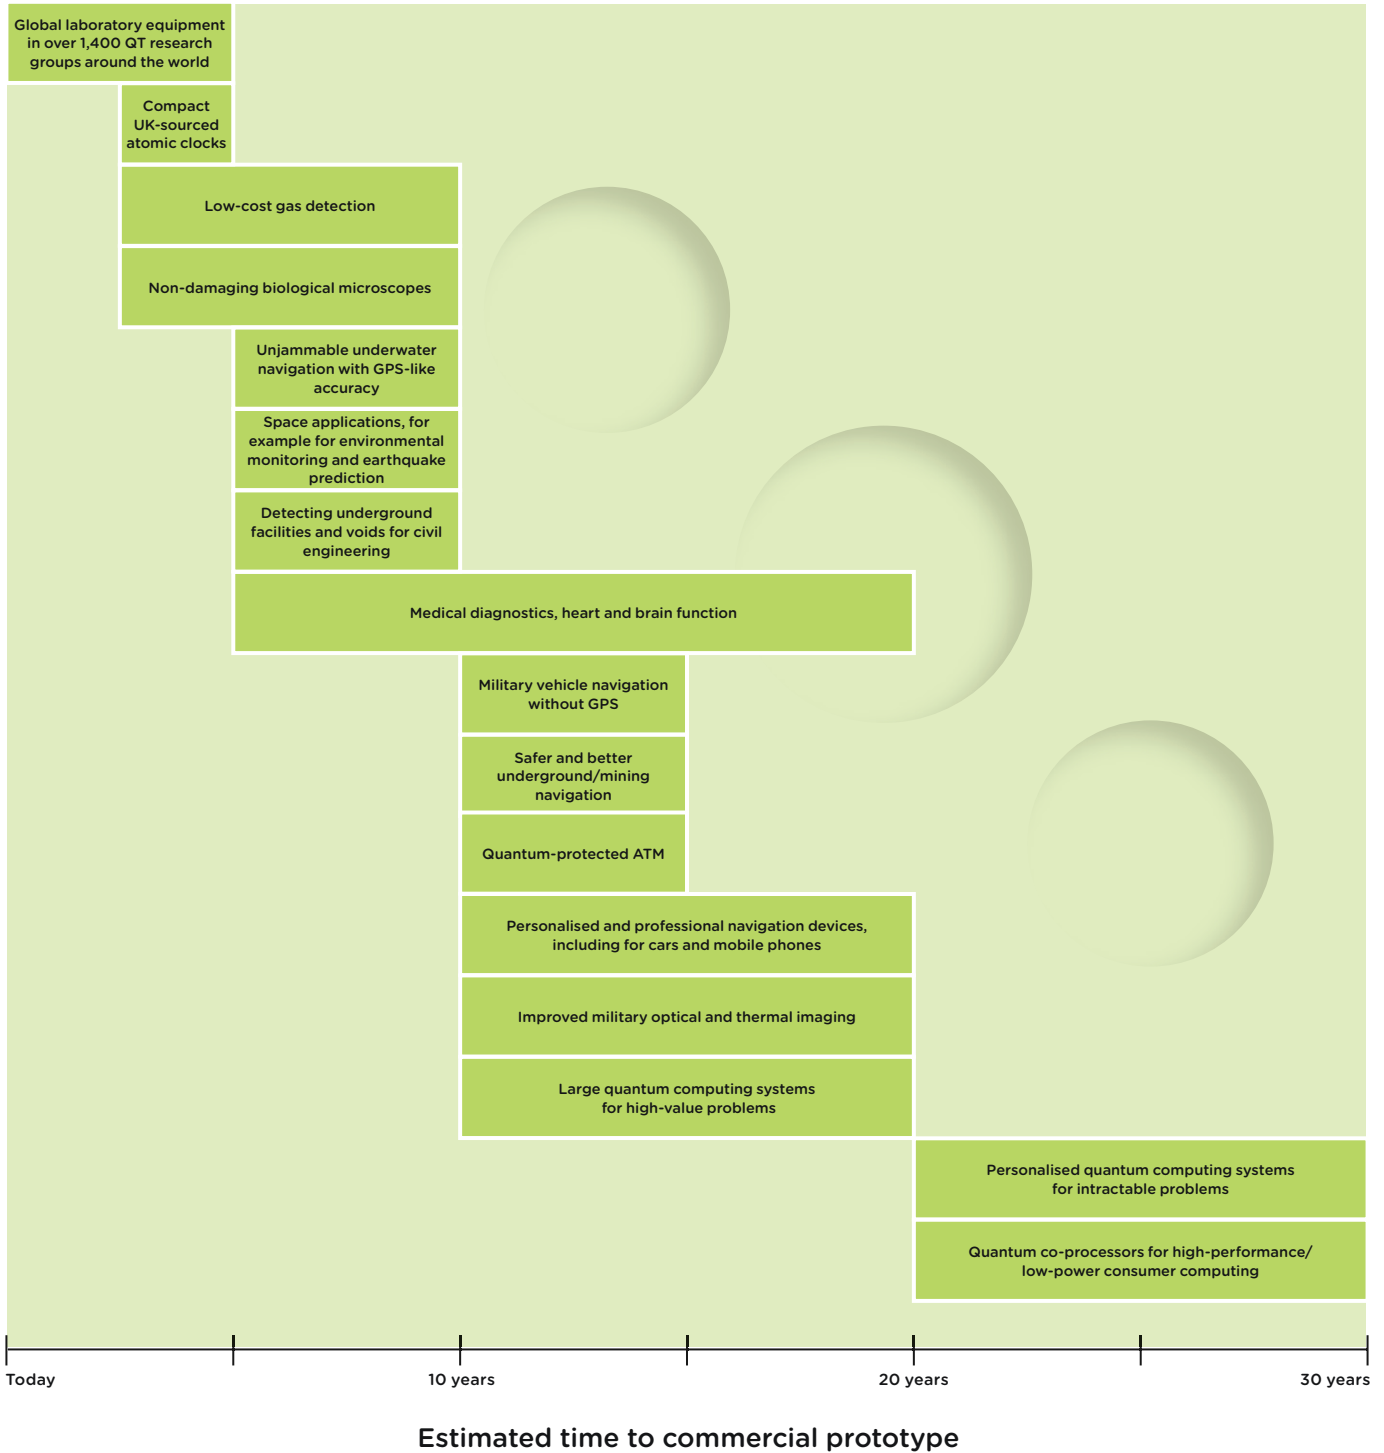 Global laboratory equipment
in over 1,400 QT research
groups around the world
Compact
UK-sourced
atomic clocks
Low-cost gas detection
Non-damaging biological microscopes
Unjammable underwater
navigation with GPS-like
accuracy
Space applications, for
example for environmental
monitoring and earthquake
prediction
Detecting underground
facilities and voids for civil
engineering
Medical diagnostics, heart and brain function
Military vehicle navigation
without GPS
Safer and better
underground/mining
navigation
Quantum-protected ATM
Personalised and professional navigation devices,
including for cars and mobile phones
Improved military optical and thermal imaging
Large quantum computing systems
for high-value problems
Personalised quantum computing systems
for intractable problems
Quantum co-processors for high-performance/
low-power consumer computing
Today 10 years 20 years 30 years
Estimated time to commercial prototype